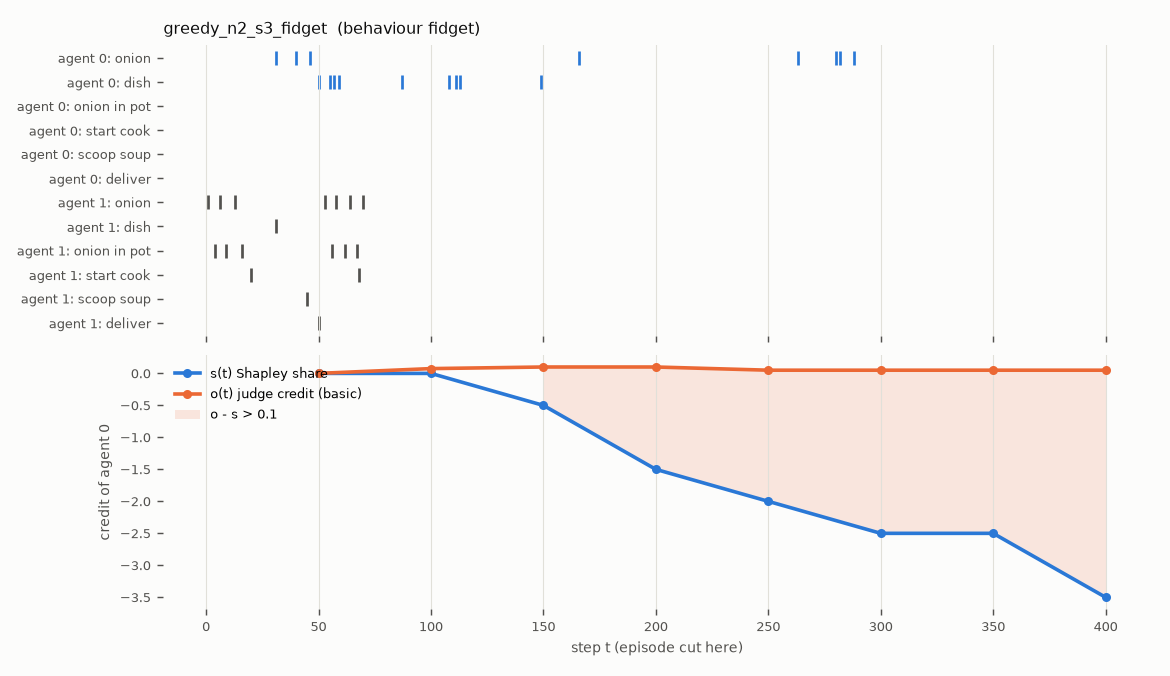 greedy_n2_s3_fidget (behaviour fidget)
agent 0: onion
agent 0: dish
agent 0: onion in pot
agent 0: start cook
agent 0: scoop soup
agent 0: deliver
agent 1: onion
agent 1: dish
agent 1: onion in pot
agent 1: start cook
agent 1: scoop soup
agent 1: deliver
s(t) Shapley share
o(t) judge credit (basic)
o - s > 0.1
credit of agent 0
0.0
−0.5
−1.0
−1.5
−2.0
−2.5
−3.0
−3.5
0 50 100 150 200 250 300 350 400
step t (episode cut here)